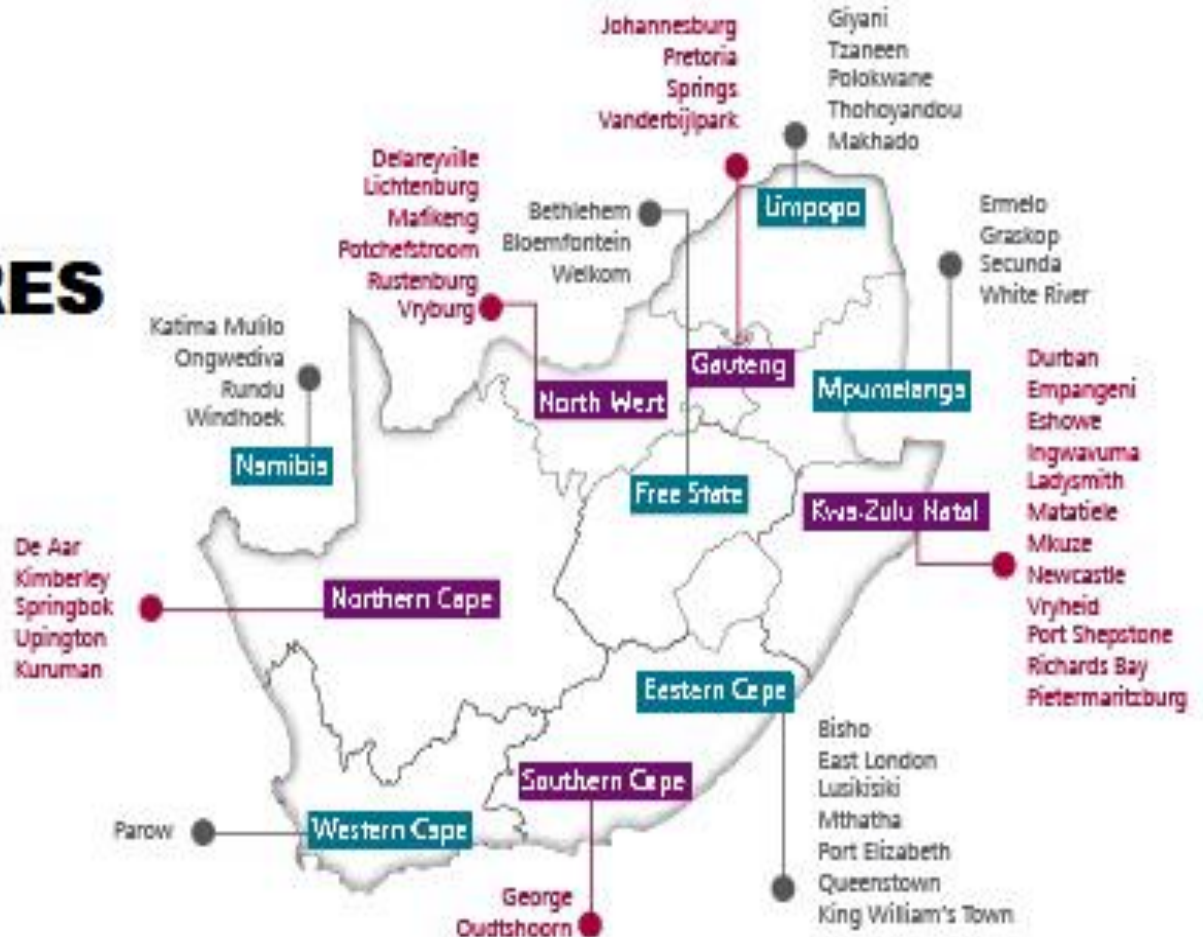 RES
Johannesburg
Pretoria
Springs
Vanderbijlpark
Giyani
Tzaneen
Polokwane
Thohoyandou
Makhado
Limpopo
Delareyville
Lichtenburg
Mafikeng
Potchefstroom
Rustenburg
Vryburg
Bethlehem
Bloemfontein
Welkom
Ermelo
Graskop
Secunda
White River
Katima Mulilo
Ongwediva
Rundu
Windhoek
Namibia
North West
Gauteng
Mpumelanga
Free State
Kwa-Zulu Natal
Durban
Empangeni
Eshowe
Ingwavuma
Ladysmith
Matatiele
Mkuze
Newcastle
Vryheid
Port Shepstone
Richards Bay
Pietermaritzburg
De Aar
Kimberley
Springbok
Upington
Kuruman
Northern Cape
Eastern Cape
Southern Cape
Western Cape
Parow
George
Oudtshoorn
Bisho
East London
Lusikisiki
Mthatha
Port Elizabeth
Queenstown
King William's Town